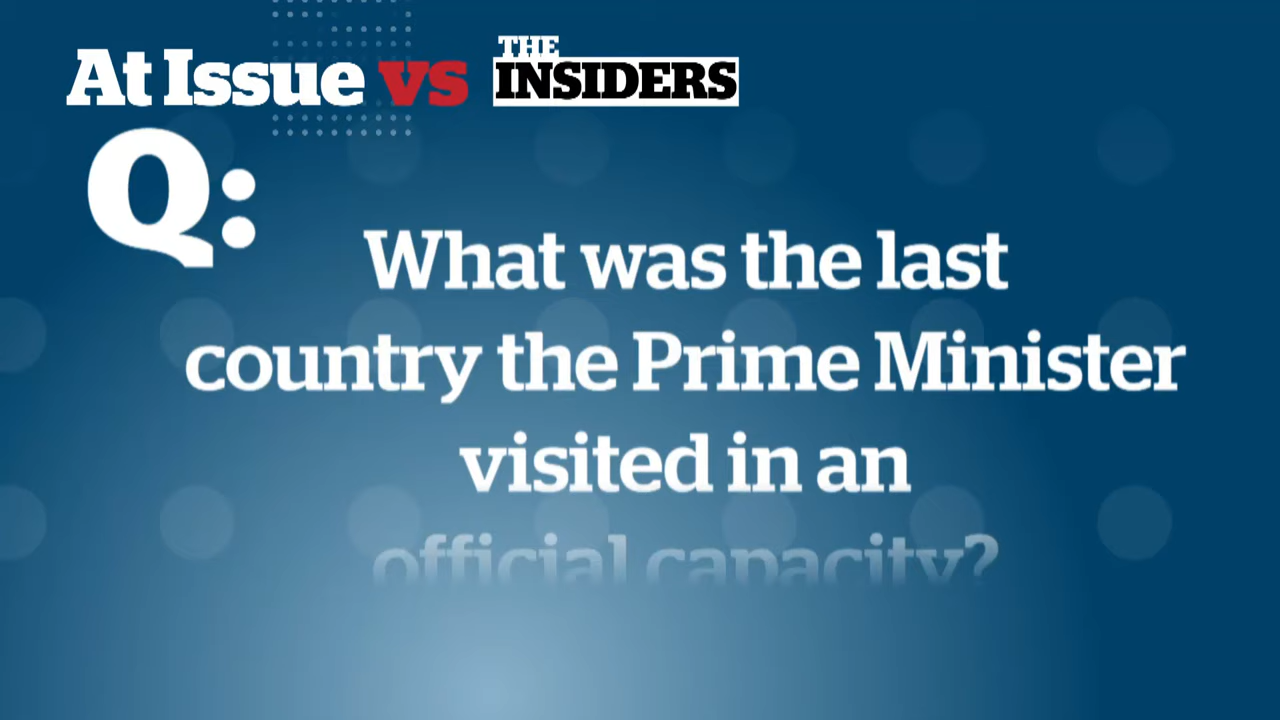 At Issue vs THE INSIDERS
Q:
What was the last
country the Prime Minister
visited in an
official capacity?